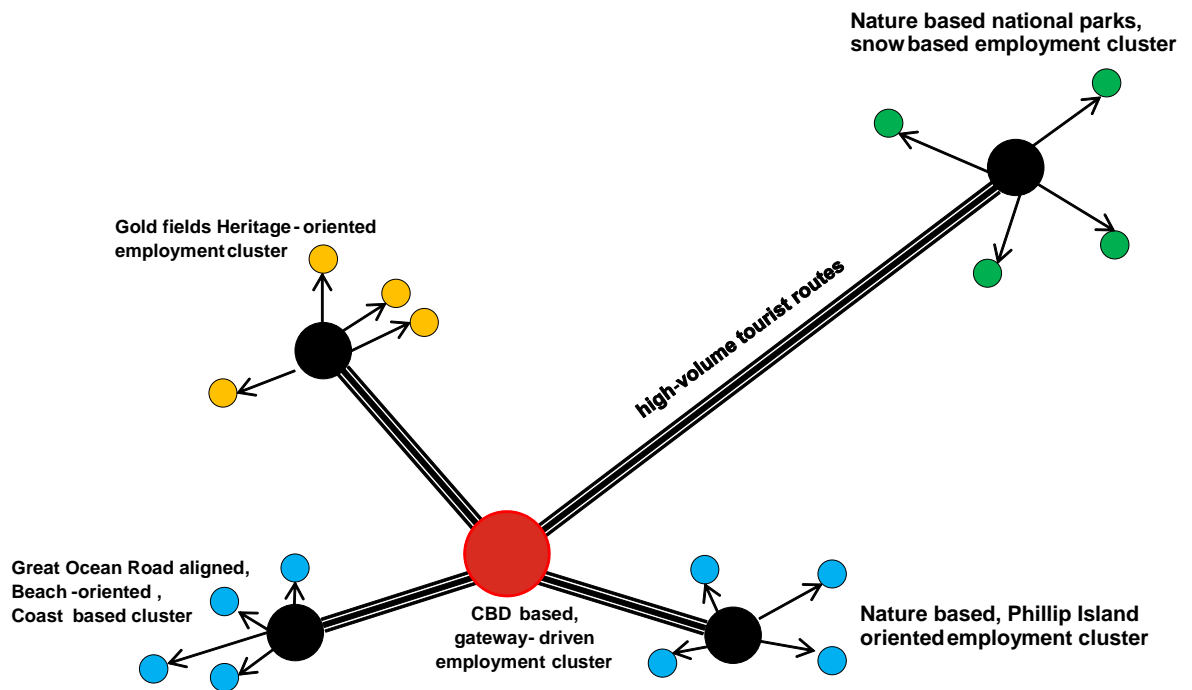 Nature based national parks,
snow based employment cluster
Gold fields Heritage - oriented
employment cluster
high-volume tourist routes
Great Ocean Road aligned,
Beach -oriented ,
Coast based cluster
CBD based,
gateway- driven
employment cluster
Nature based, Phillip Island
oriented employment cluster